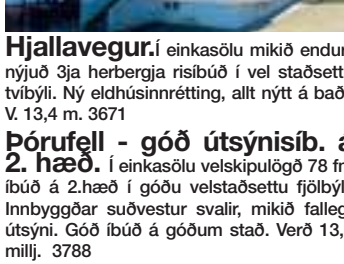 Hjallavegur.Í einkasölu mikið endur
nýjuð 3ja herbergja risíbúð í vel staðsett
tvíbýli. Ný eldhúsinnrétting, allt nýtt á bað
V. 13,4 m. 3671
Þórufell - góð útsýnisíb. á
2. hæð. Í einkasölu velskipulögð 78 fr
íbúð á 2.hæð í góðu velstaðsettu fjölbýl
Innbyggðar suðvestur svalir, mikið falleg
útsýni. Góð íbúð á góðum stað. Verð 13,
millj. 3788